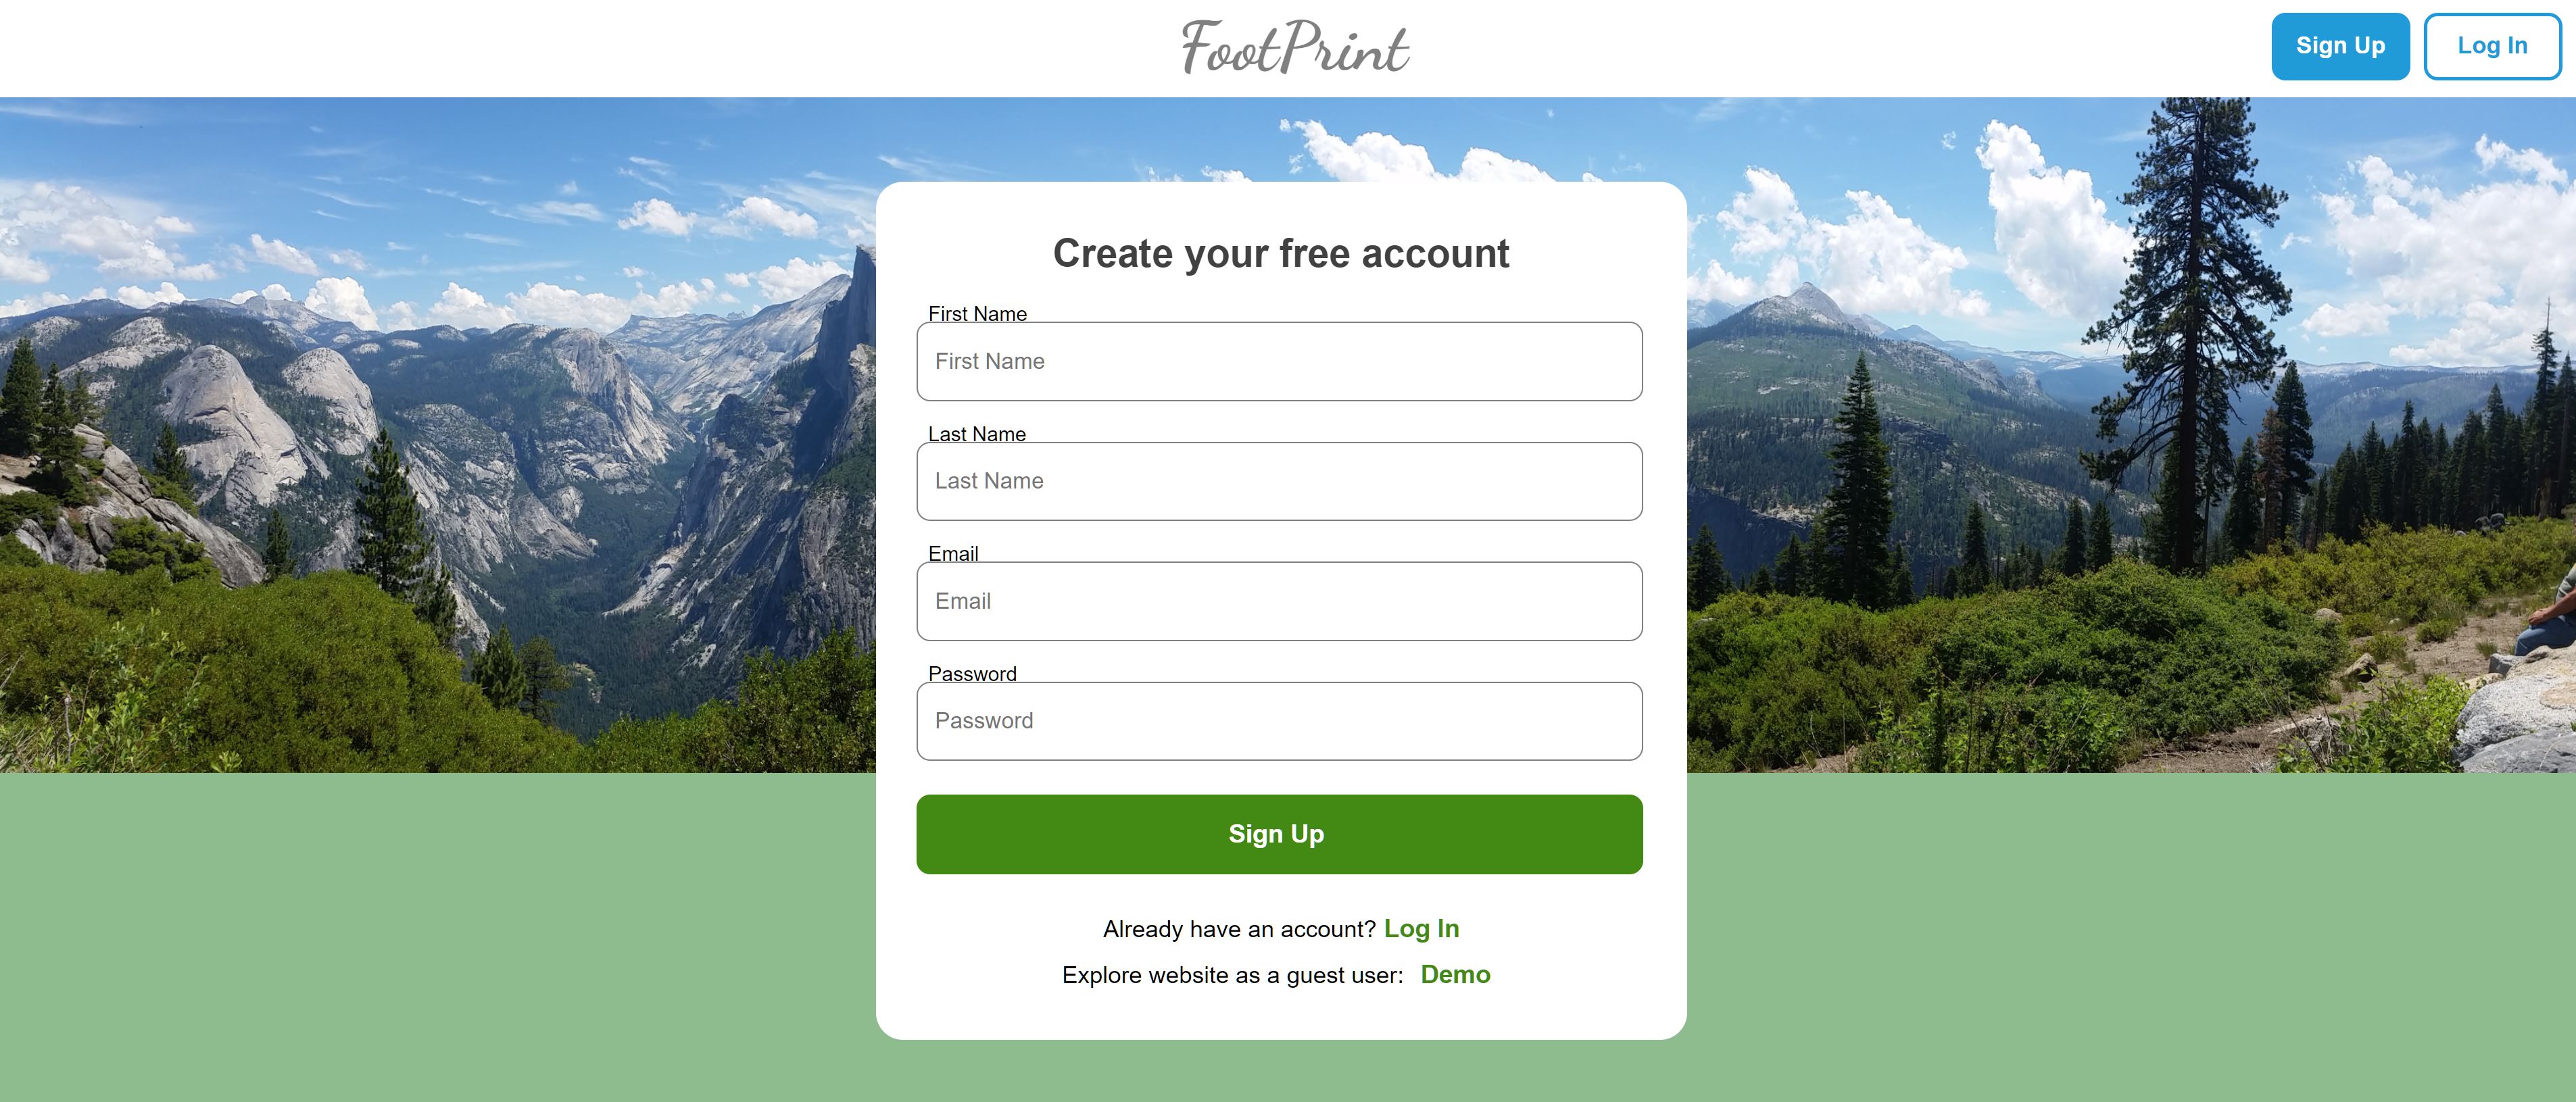 FootPrint
Sign Up
Log In
Create your free account
First Name
First Name
Last Name
Last Name
Email
Email
Password
Password
Sign Up
Already have an account? Log In
Explore website as a guest user: Demo